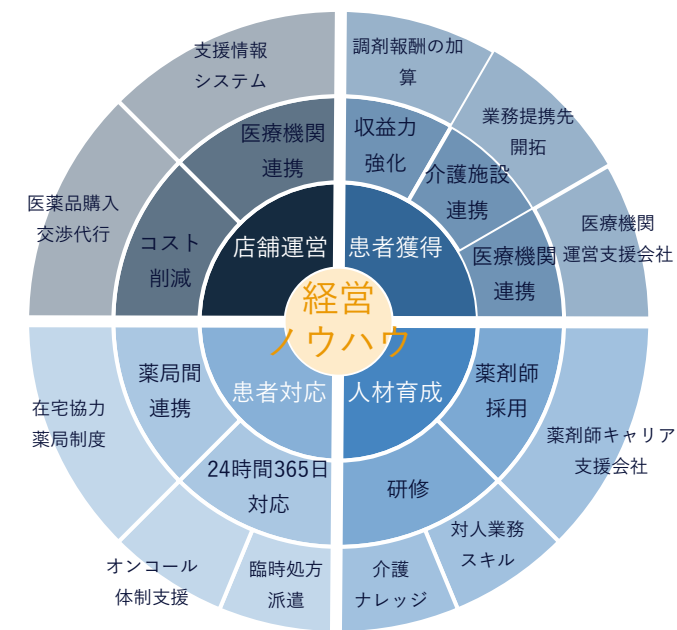 支援情報
システム
調剤報酬の加
算
業務提携先
開拓
医療機関
連携
収益力
強化
介護施設
連携
医薬品購入
交渉代行
コスト
削減
店舗運営
患者獲得
医療機関
連携
医療機関
運営支援会社
経営
ノウハウ
在宅協力
薬局制度
薬局間
連携
患者対応
人材育成
薬剤師
採用
薬剤師キャリア
支援会社
24時間365日
対応
研修
オンコール
体制支援
臨時処方
派遣
介護
ナレッジ
対人業務
スキル